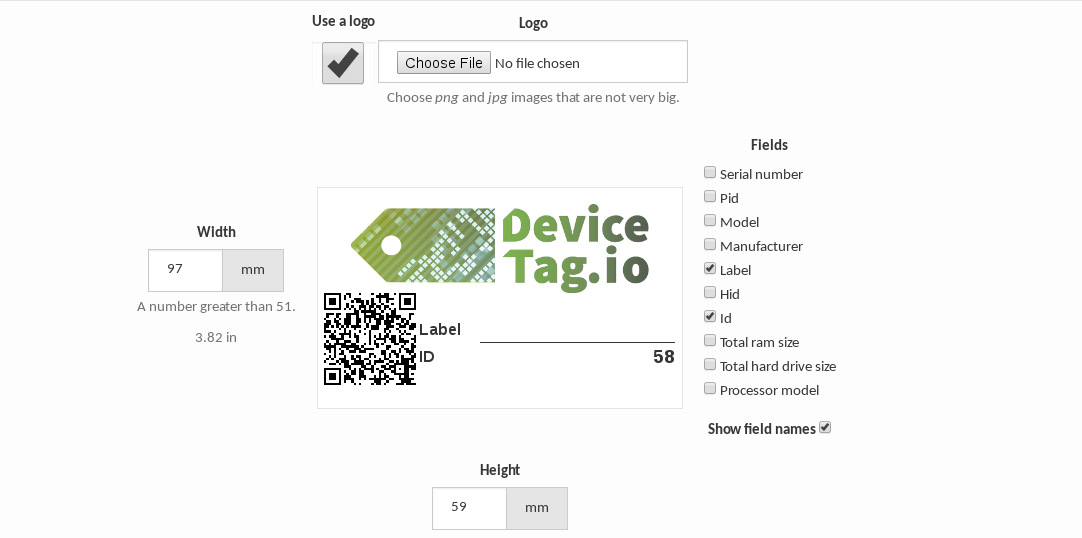 Use a logo
Logo
Choose File No file chosen
Choose png and jpg images that are not very big.
Fields
Serial number
Pid
Model
Manufacturer
Label
Hid
Id
Total ram size
Total hard drive size
Processor model
Show field names
Width
97 mm
A number greater than 51.
3.82 in
Device
Tag.io
Label
ID 58
Height
59 mm